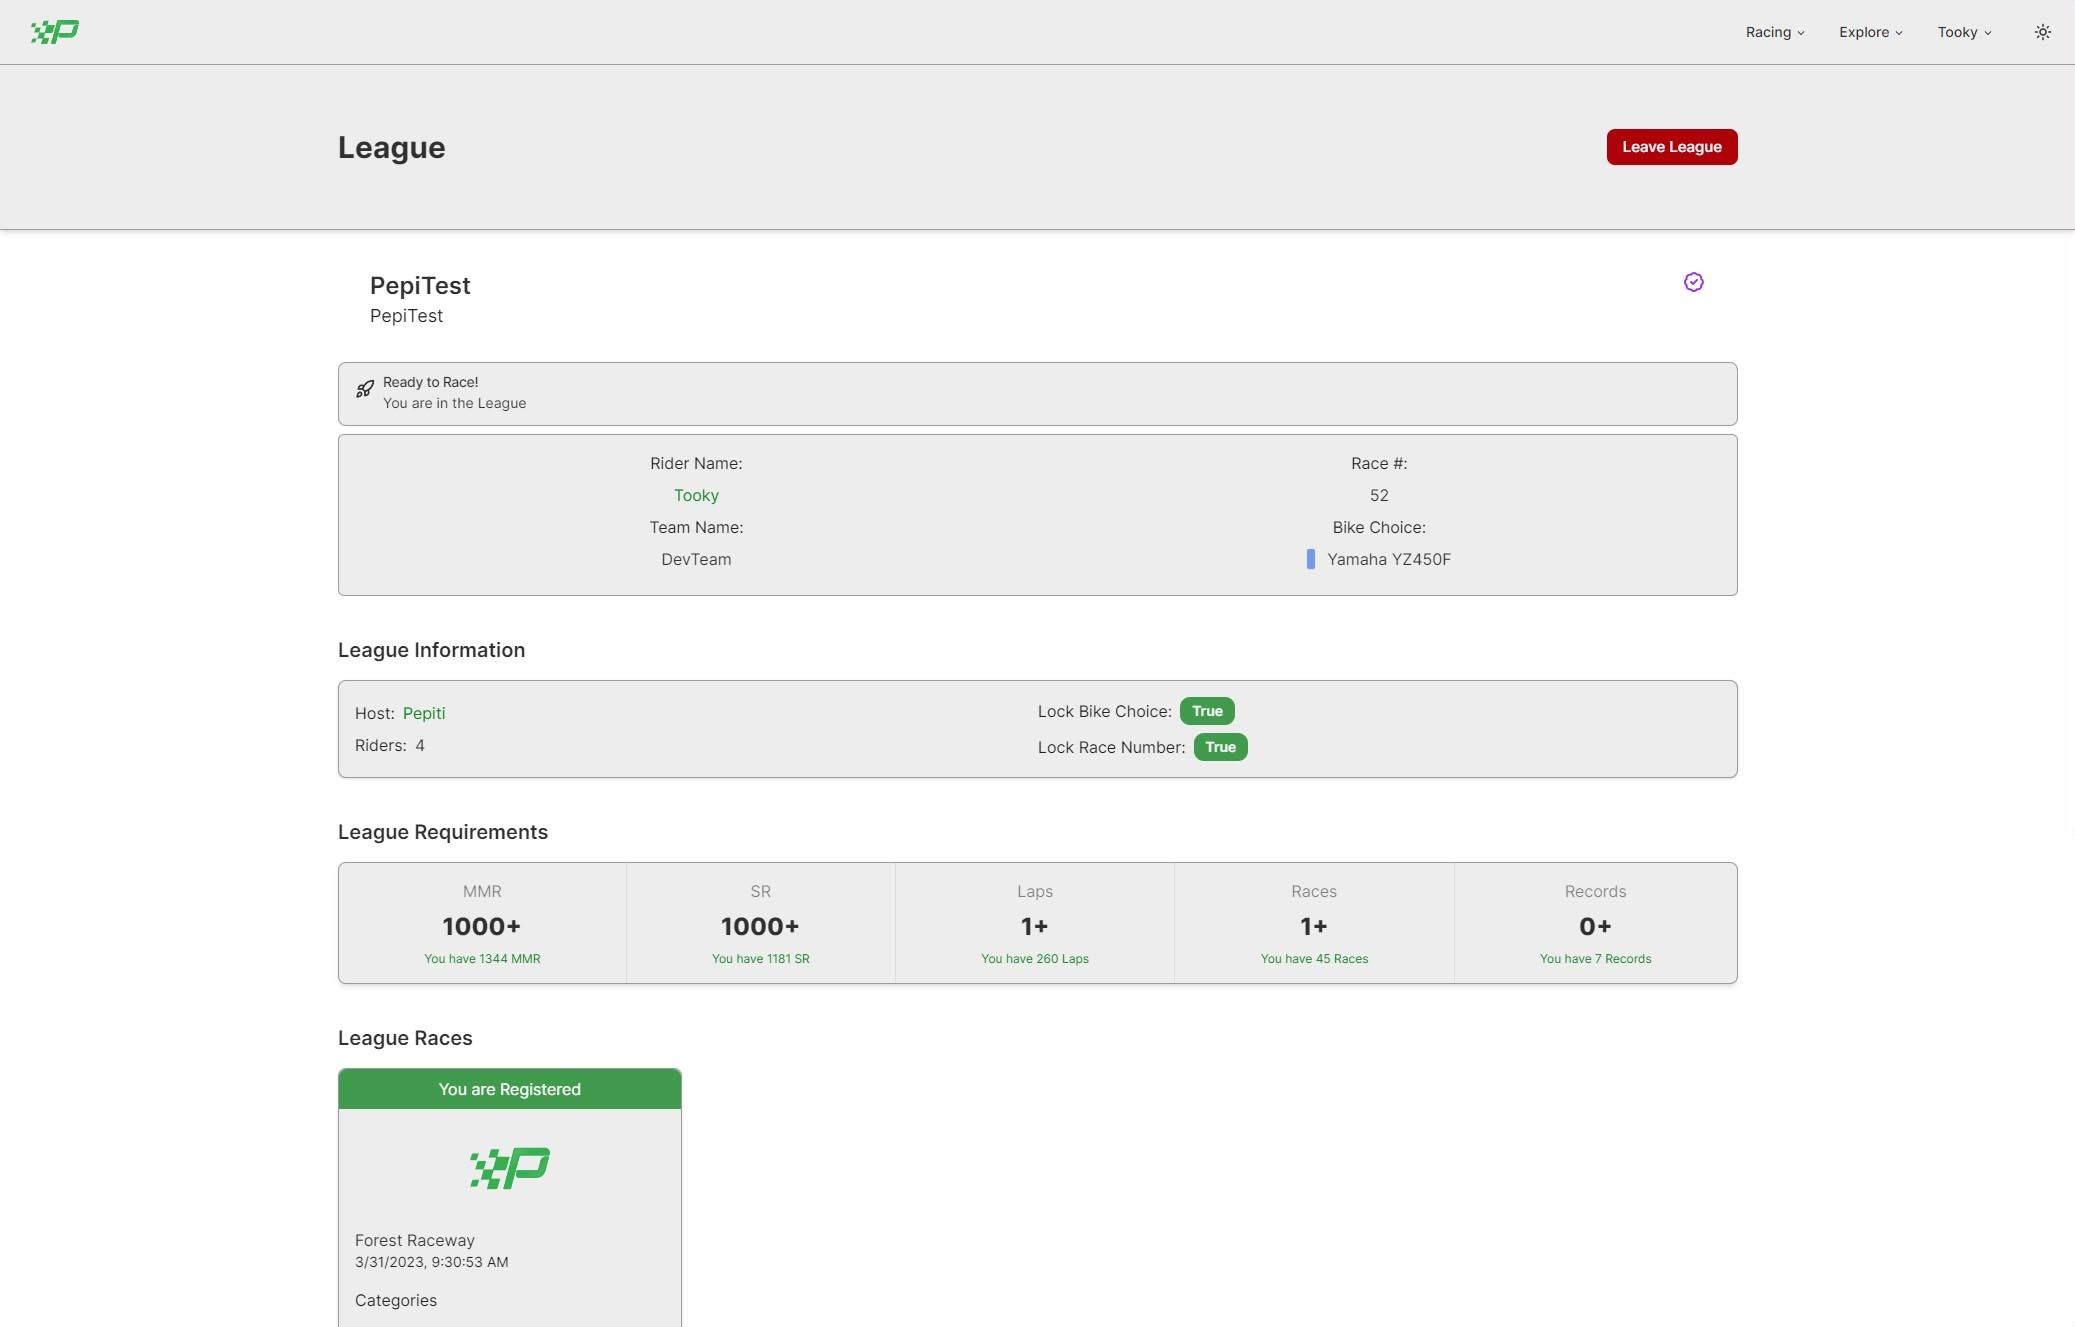 Racing
Explore
Tooky
League
Leave League
PepiTest
PepiTest
Ready to Race!
You are in the League
Rider Name:
Tooky
Team Name:
DevTeam
Race #:
52
Bike Choice:
Yamaha YZ450F
League Information
Host: Pepiti
Riders: 4
Lock Bike Choice: True
Lock Race Number: True
League Requirements
MMR
1000+
You have 1344 MMR
SR
1000+
You have 1181 SR
Laps
1+
You have 260 Laps
Races
1+
You have 45 Races
Records
0+
You have 7 Records
League Races
You are Registered
Forest Raceway
3/31/2023, 9:30:53 AM
Categories